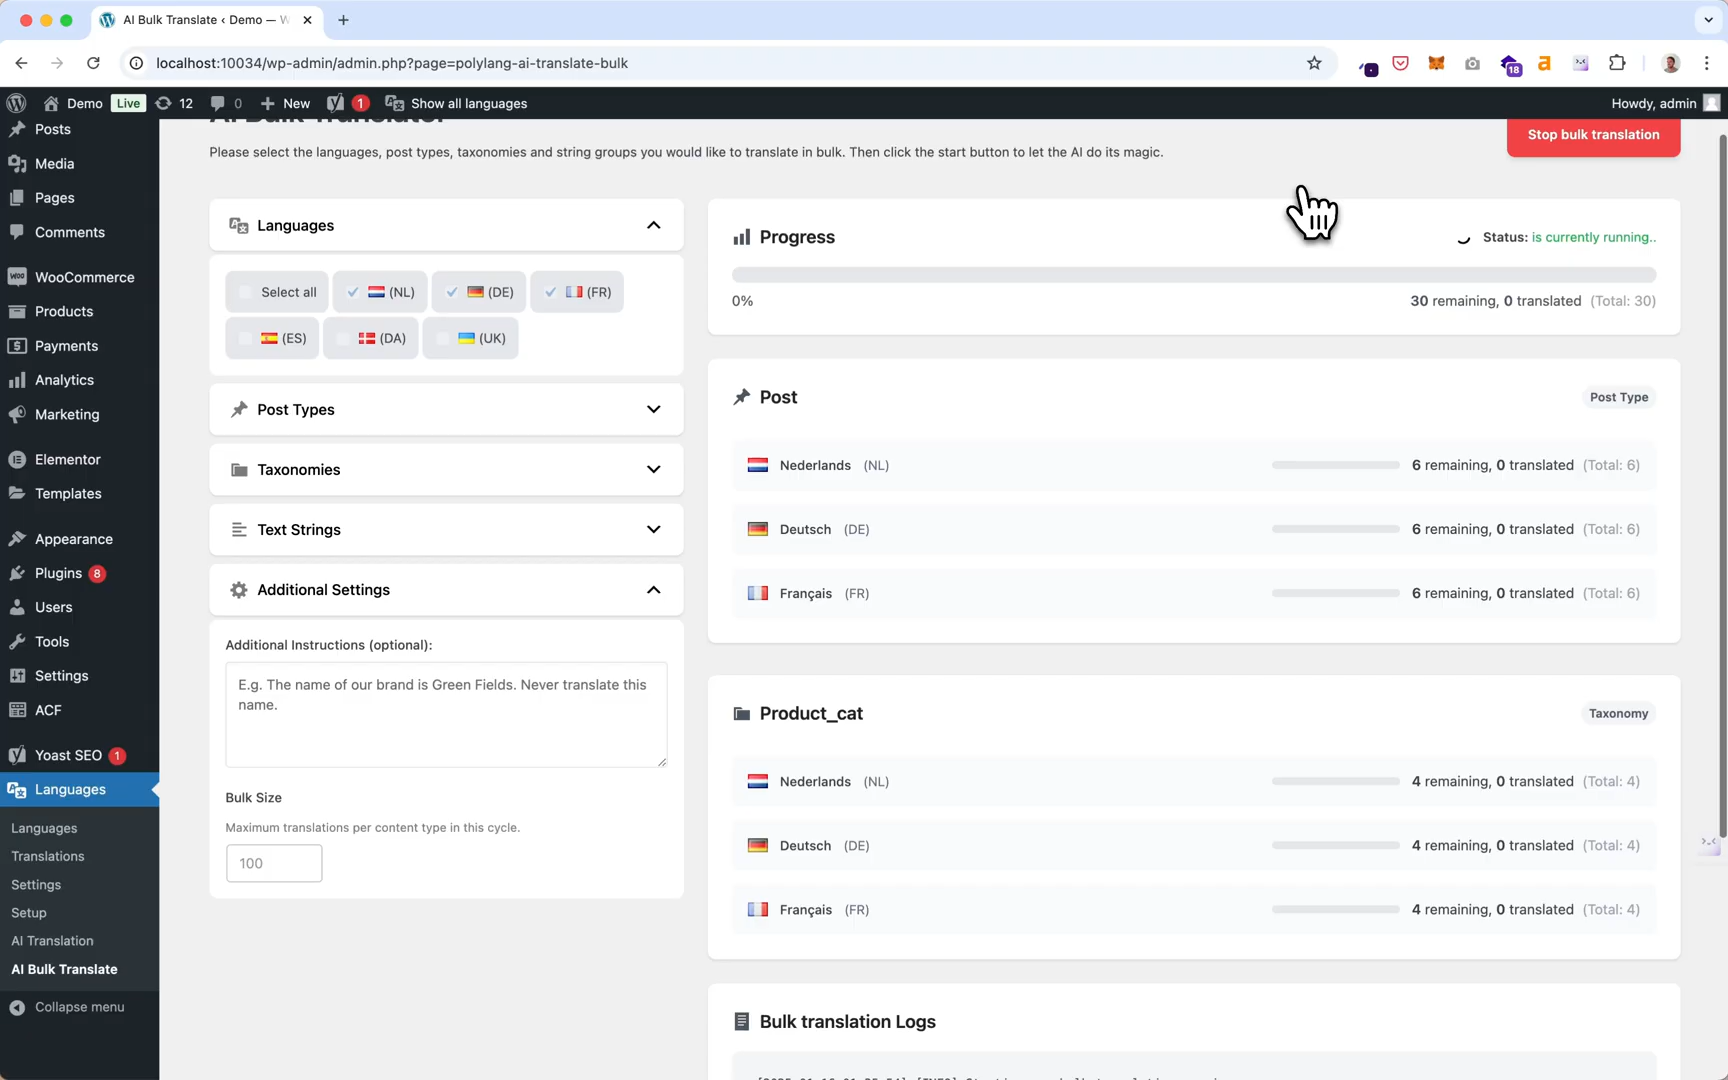 AI Bulk Translate ‹ Demo — W
localhost:10034/wp-admin/admin.php?page=polylang-ai-translate-bulk
18
Demo
Live
12
0
New
1
Show all languages
Howdy, admin
Posts
Media
Pages
Comments
WooCommerce
Products
Payments
Analytics
Marketing
Elementor
Templates
Appearance
Plugins 8
Users
Tools
Settings
ACF
Yoast SEO 1
Languages
Languages
Translations
Settings
Setup
AI Translation
AI Bulk Translate
Collapse menu
AI Bulk Translator
Please select the languages, post types, taxonomies and string groups you would like to translate in bulk. Then click the start button to let the AI do its magic.
Stop bulk translation
Languages
Select all
(NL)
(DE)
(FR)
(ES)
(DA)
(UK)
Post Types
Taxonomies
Text Strings
Additional Settings
Additional Instructions (optional):
E.g. The name of our brand is Green Fields. Never translate this
name.
Bulk Size
Maximum translations per content type in this cycle.
100
Progress
Status: is currently running..
0%
30 remaining, 0 translated (Total: 30)
Post
Post Type
Nederlands (NL)
6 remaining, 0 translated (Total: 6)
Deutsch (DE)
6 remaining, 0 translated (Total: 6)
Français (FR)
6 remaining, 0 translated (Total: 6)
Product_cat
Taxonomy
Nederlands (NL)
4 remaining, 0 translated (Total: 4)
Deutsch (DE)
4 remaining, 0 translated (Total: 4)
Français (FR)
4 remaining, 0 translated (Total: 4)
Bulk translation Logs